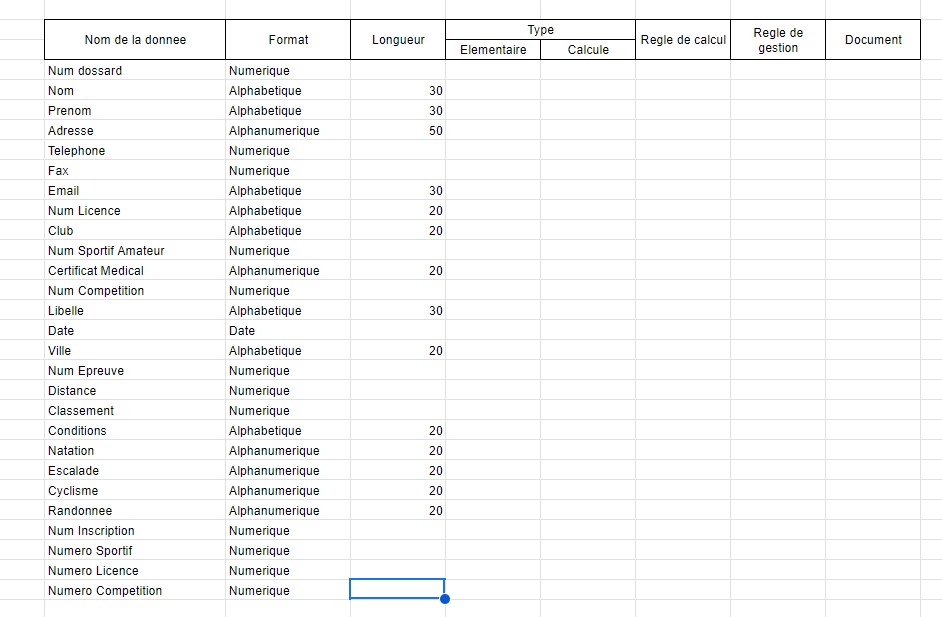 Nom de la donnee Format Longueur Type Regle de calcul Regle de gestion Document
Elementaire Calcule
Num dossard Numerique
Nom Alphabetique 30
Prenom Alphabetique 30
Adresse Alphanumerique 50
Telephone Numerique
Fax Numerique
Email Alphabetique 30
Num Licence Alphabetique 20
Club Alphabetique 20
Num Sportif Amateur Numerique
Certificat Medical Alphanumerique 20
Num Competition Numerique
Libelle Alphabetique 30
Date Date
Ville Alphabetique 20
Num Epreuve Numerique
Distance Numerique
Classement Numerique
Conditions Alphabetique 20
Natation Alphanumerique 20
Escalade Alphanumerique 20
Cyclisme Alphanumerique 20
Randonnee Alphanumerique 20
Num Inscription Numerique
Numero Sportif Numerique
Numero Licence Numerique
Numero Competition Numerique